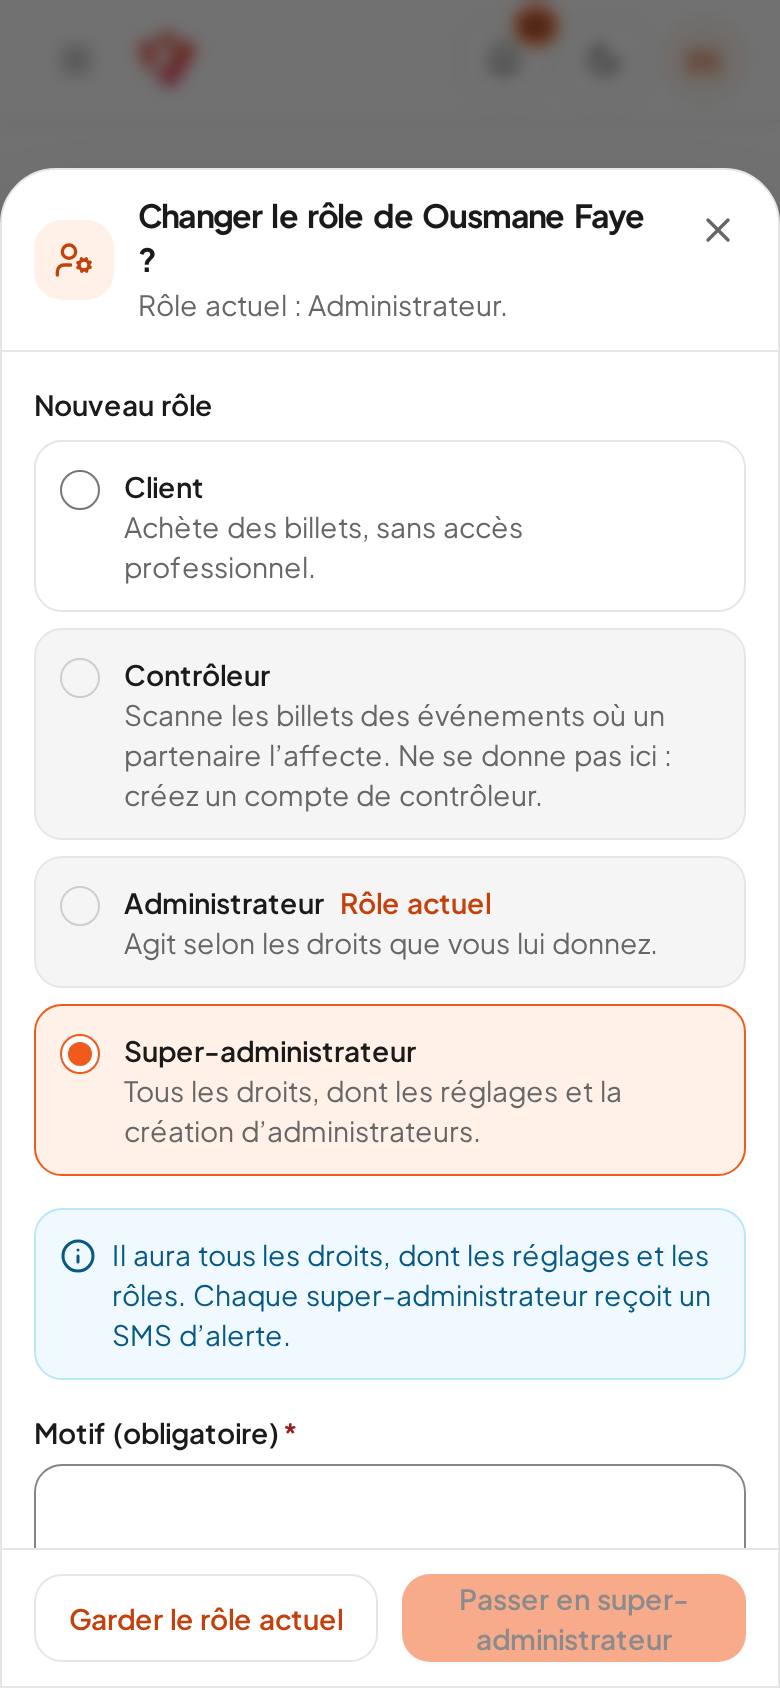 Changer le rôle de Ousmane Faye
?
Rôle actuel : Administrateur.
Nouveau rôle
Client
Achète des billets, sans accès
professionnel.
Contrôleur
Scanne les billets des événements où un
partenaire l’affecte. Ne se donne pas ici :
créez un compte de contrôleur.
Administrateur Rôle actuel
Agit selon les droits que vous lui donnez.
Super-administrateur
Tous les droits, dont les réglages et la
création d’administrateurs.
Il aura tous les droits, dont les réglages et les
rôles. Chaque super-administrateur reçoit un
SMS d’alerte.
Motif (obligatoire) *
Garder le rôle actuel
Passer en super-
administrateur